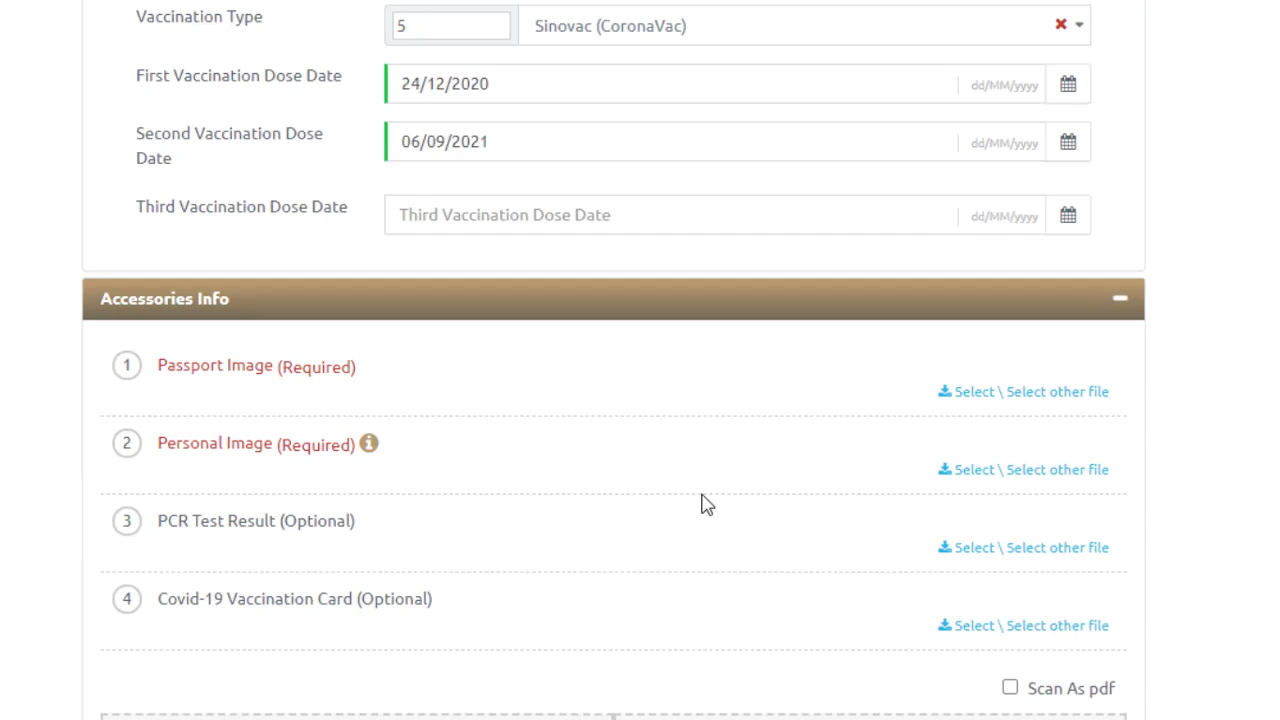 Vaccination Type
5
Sinovac (CoronaVac)
First Vaccination Dose Date
24/12/2020
dd/MM/yyyy
Second Vaccination Dose
Date
06/09/2021
dd/MM/yyyy
Third Vaccination Dose Date
Third Vaccination Dose Date
dd/MM/yyyy
Accessories Info
1 Passport Image (Required)
Select \ Select other file
2 Personal Image (Required)
Select \ Select other file
3 PCR Test Result (Optional)
Select \ Select other file
4 Covid-19 Vaccination Card (Optional)
Select \ Select other file
Scan As pdf